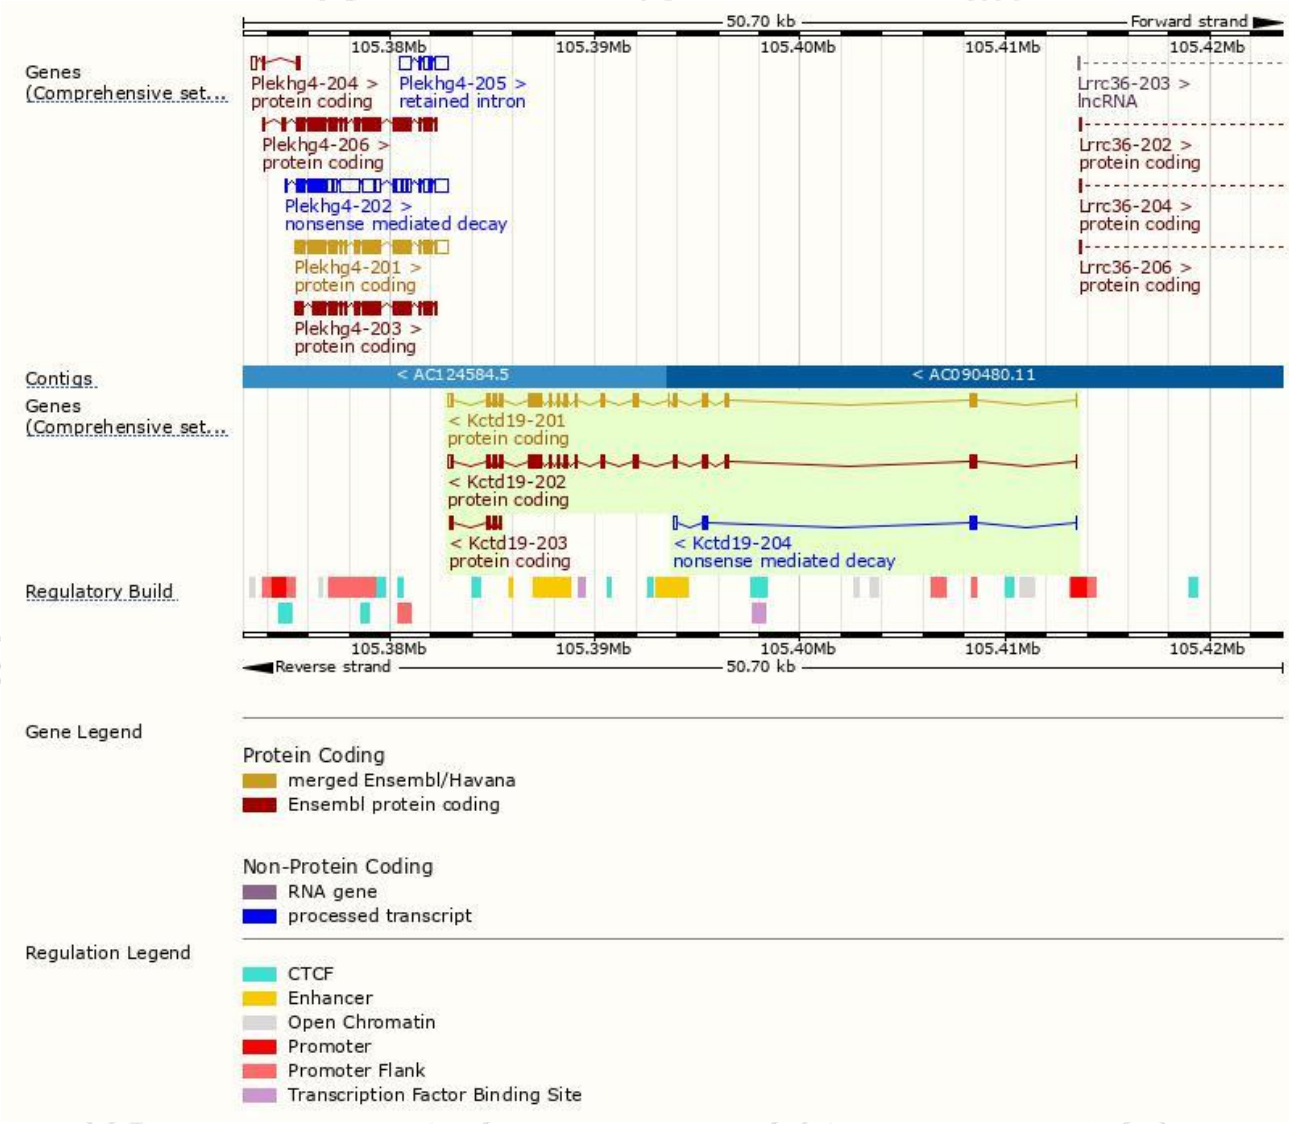 50.70 kb Forward strand
105.38Mb 105.39Mb 105.40Mb 105.41Mb 105.42Mb
Genes
(Comprehensive set...
Plekhg4-204 > Plekhg4-205 > Lrrc36-203 >
protein coding retained intron lncRNA
Plekhg4-206 > Lrrc36-202 >
protein coding protein coding
Plekhg4-202 > Lrrc36-204 >
nonsense mediated decay protein coding
Plekhg4-201 > Lrrc36-206 >
protein coding protein coding
Plekhg4-203 >
protein coding
Contigs < AC124584.5 < AC090480.11
Genes
(Comprehensive set...
< Kctd19-201
protein coding
< Kctd19-202
protein coding
< Kctd19-203 < Kctd19-204
protein coding nonsense mediated decay
Regulatory Build
105.38Mb 105.39Mb 105.40Mb 105.41Mb 105.42Mb
Reverse strand 50.70 kb
Gene Legend
Protein Coding
merged Ensembl/Havana
Ensembl protein coding
Non-Protein Coding
RNA gene
processed transcript
Regulation Legend
CTCF
Enhancer
Open Chromatin
Promoter
Promoter Flank
Transcription Factor Binding Site